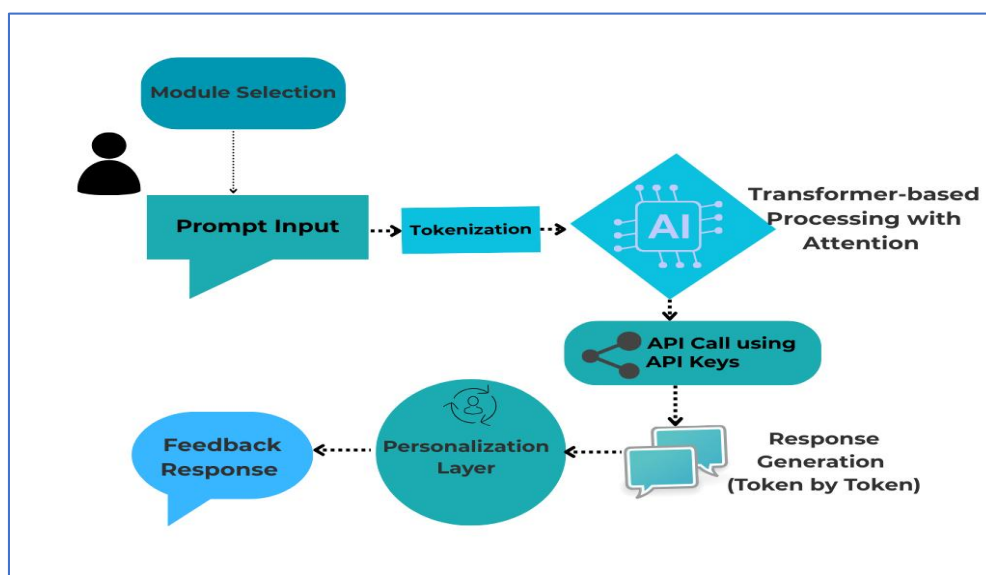 Module Selection
Prompt Input
Tokenization
AI
Transformer-based
Processing with
Attention
API Call using
API Keys
Response
Generation
(Token by Token)
Personalization
Layer
Feedback
Response